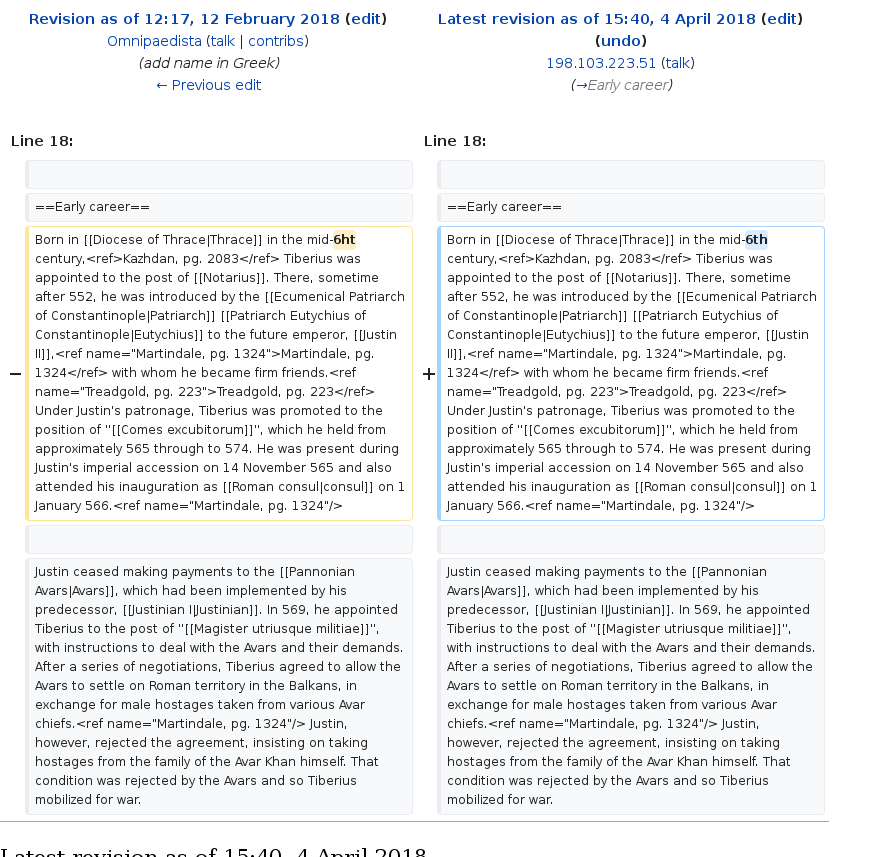 Revision as of 12:17, 12 February 2018 (edit)
Omnipaedista (talk | contribs)
(add name in Greek)
← Previous edit
Latest revision as of 15:40, 4 April 2018 (edit)
(undo)
198.103.223.51 (talk)
(→Early career)
Line 18:
Line 18:
==Early career==
==Early career==
−
Born in [[Diocese of Thrace|Thrace]] in the mid-6ht
century,<ref>Kazhdan, pg. 2083</ref> Tiberius was
appointed to the post of [[Notarius]]. There, sometime
after 552, he was introduced by the [[Ecumenical Patriarch
of Constantinople|Patriarch]] [[Patriarch Eutychius of
Constantinople|Eutychius]] to the future emperor, [[Justin
II]],<ref name="Martindale, pg. 1324">Martindale, pg.
1324</ref> with whom he became firm friends.<ref
name="Treadgold, pg. 223">Treadgold, pg. 223</ref>
Under Justin's patronage, Tiberius was promoted to the
position of ''[[Comes excubitorum]]'', which he held from
approximately 565 through to 574. He was present during
Justin's imperial accession on 14 November 565 and also
attended his inauguration as [[Roman consul|consul]] on 1
January 566.<ref name="Martindale, pg. 1324"/>
+
Born in [[Diocese of Thrace|Thrace]] in the mid-6th
century,<ref>Kazhdan, pg. 2083</ref> Tiberius was
appointed to the post of [[Notarius]]. There, sometime
after 552, he was introduced by the [[Ecumenical Patriarch
of Constantinople|Patriarch]] [[Patriarch Eutychius of
Constantinople|Eutychius]] to the future emperor, [[Justin
II]],<ref name="Martindale, pg. 1324">Martindale, pg.
1324</ref> with whom he became firm friends.<ref
name="Treadgold, pg. 223">Treadgold, pg. 223</ref>
Under Justin's patronage, Tiberius was promoted to the
position of ''[[Comes excubitorum]]'', which he held from
approximately 565 through to 574. He was present during
Justin's imperial accession on 14 November 565 and also
attended his inauguration as [[Roman consul|consul]] on 1
January 566.<ref name="Martindale, pg. 1324"/>
Justin ceased making payments to the [[Pannonian
Avars|Avars]], which had been implemented by his
predecessor, [[Justinian I|Justinian]]. In 569, he appointed
Tiberius to the post of ''[[Magister utriusque militiae]]'',
with instructions to deal with the Avars and their demands.
After a series of negotiations, Tiberius agreed to allow the
Avars to settle on Roman territory in the Balkans, in
exchange for male hostages taken from various Avar
chiefs.<ref name="Martindale, pg. 1324"/> Justin,
however, rejected the agreement, insisting on taking
hostages from the family of the Avar Khan himself. That
condition was rejected by the Avars and so Tiberius
mobilized for war.
Justin ceased making payments to the [[Pannonian
Avars|Avars]], which had been implemented by his
predecessor, [[Justinian I|Justinian]]. In 569, he appointed
Tiberius to the post of ''[[Magister utriusque militiae]]'',
with instructions to deal with the Avars and their demands.
After a series of negotiations, Tiberius agreed to allow the
Avars to settle on Roman territory in the Balkans, in
exchange for male hostages taken from various Avar
chiefs.<ref name="Martindale, pg. 1324"/> Justin,
however, rejected the agreement, insisting on taking
hostages from the family of the Avar Khan himself. That
condition was rejected by the Avars and so Tiberius
mobilized for war.
Latest revision as of 15:40, 4 April 2018